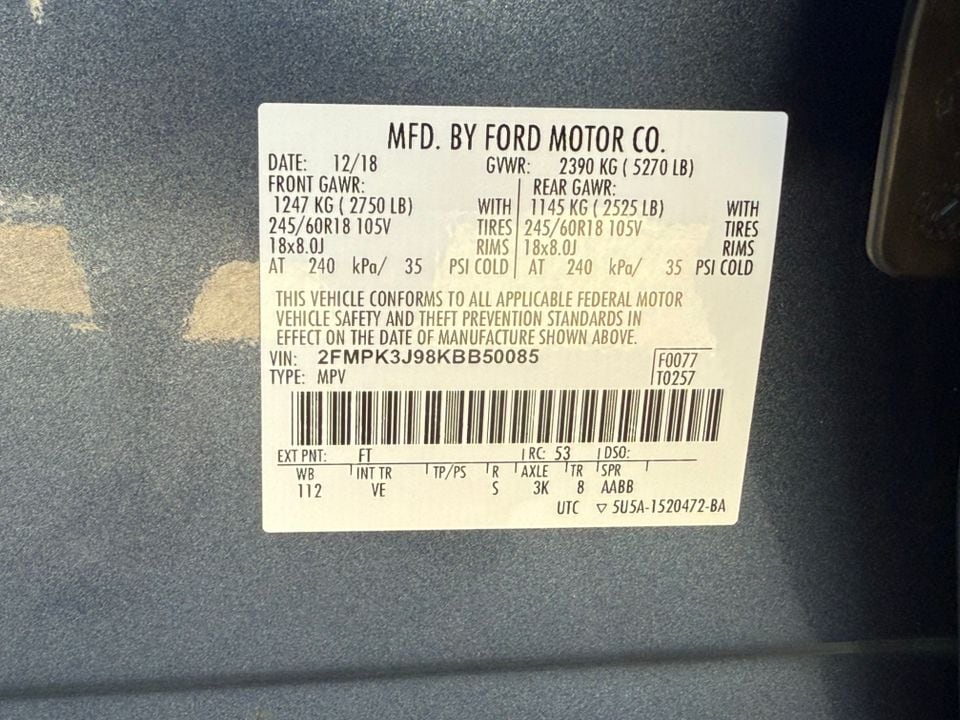 MFD. BY FORD MOTOR CO.
DATE: 12/18 GVWR: 2390 KG ( 5270 LB)
FRONT GAWR: REAR GAWR:
1247 KG ( 2750 LB) WITH 1145 KG ( 2525 LB) WITH
245/60R18 105V TIRES 245/60R18 105V TIRES
18x8.0J RIMS 18x8.0J RIMS
AT 240 kPa/ 35 PSI COLD AT 240 kPa/ 35 PSI COLD
THIS VEHICLE CONFORMS TO ALL APPLICABLE FEDERAL MOTOR
VEHICLE SAFETY AND THEFT PREVENTION STANDARDS IN
EFFECT ON THE DATE OF MANUFACTURE SHOWN ABOVE.
VIN: 2FMPK3J98KBB50085 F0077
TYPE: MPV T0257
EXT PNT: FT RC: 53 DSO:
WB INT TR TP/PS R AXLE TR SPR
112 VE S 3K 8 AABB
UTC ▽ 5U5A-1520472-BA